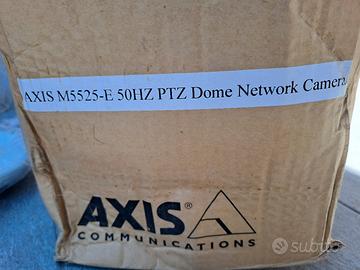 AXIS M5525-E 50HZ PTZ Dome Network Camera
AXIS®
COMMUNICATIONS
subito